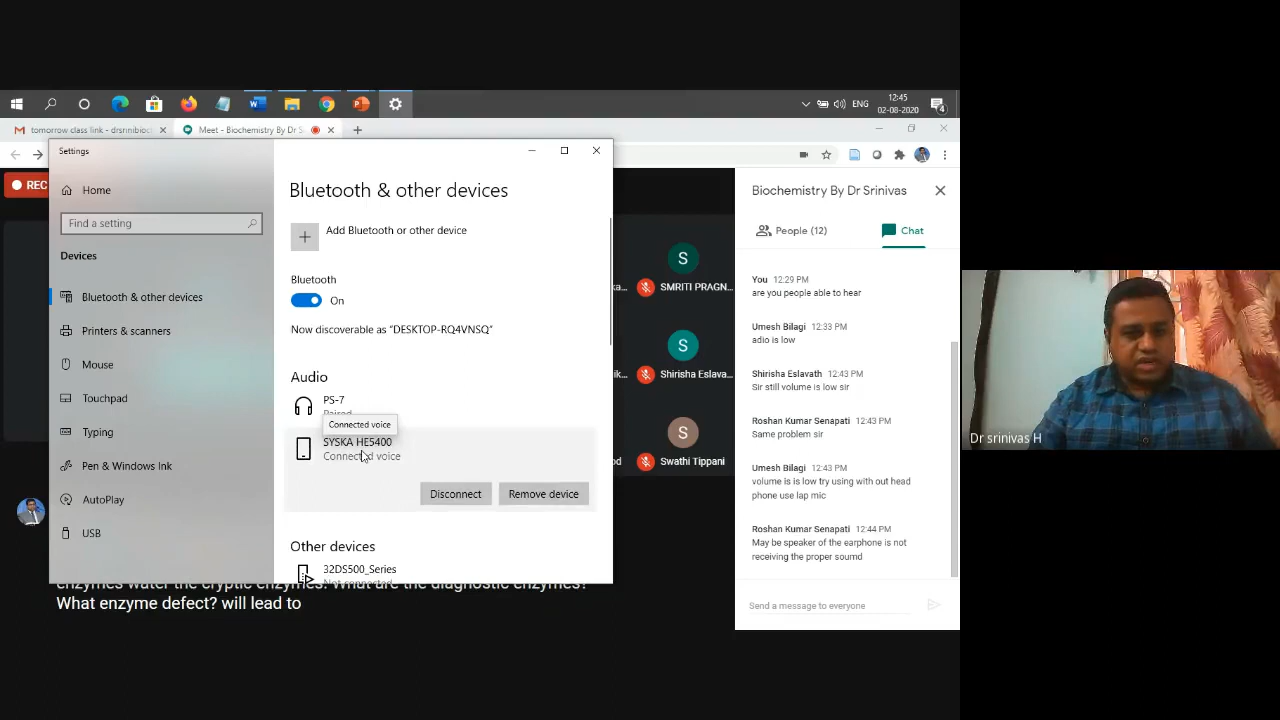 ENG
12:45
02-08-2020
4
tomorrow class link - drsnnibiocl
Meet - Biochemistry By Dr S
Settings
Home
Find a setting
Devices
Bluetooth & other devices
Printers & scanners
Mouse
Touchpad
Typing
Pen & Windows Ink
AutoPlay
USB
Bluetooth & other devices
Add Bluetooth or other device
Bluetooth
On
Now discoverable as “DESKTOP-RQ4VNSQ”
Audio
PS-7
Paired
Connected voice
SYSKA HE5400
Connected voice
Disconnect
Remove device
Other devices
32DS500_Series
Not connected
REC
What enzyme defect? will lead to
S
SMRITI PRAGN...
S
Shirisha Eslava...
S
Swathi Tippani
Biochemistry By Dr Srinivas
People (12)
Chat
You 12:29 PM
are you people able to hear
Umesh Bilagi 12:33 PM
adio is low
Shirisha Eslavath 12:43 PM
Sir still volume is low sir
Roshan Kumar Senapati 12:43 PM
Same problem sir
Umesh Bilagi 12:43 PM
volume is is low try using with out head
phone use lap mic
Roshan Kumar Senapati 12:44 PM
May be speaker of the earphone is not
receiving the proper soumd
Send a message to everyone
Dr srinivas H